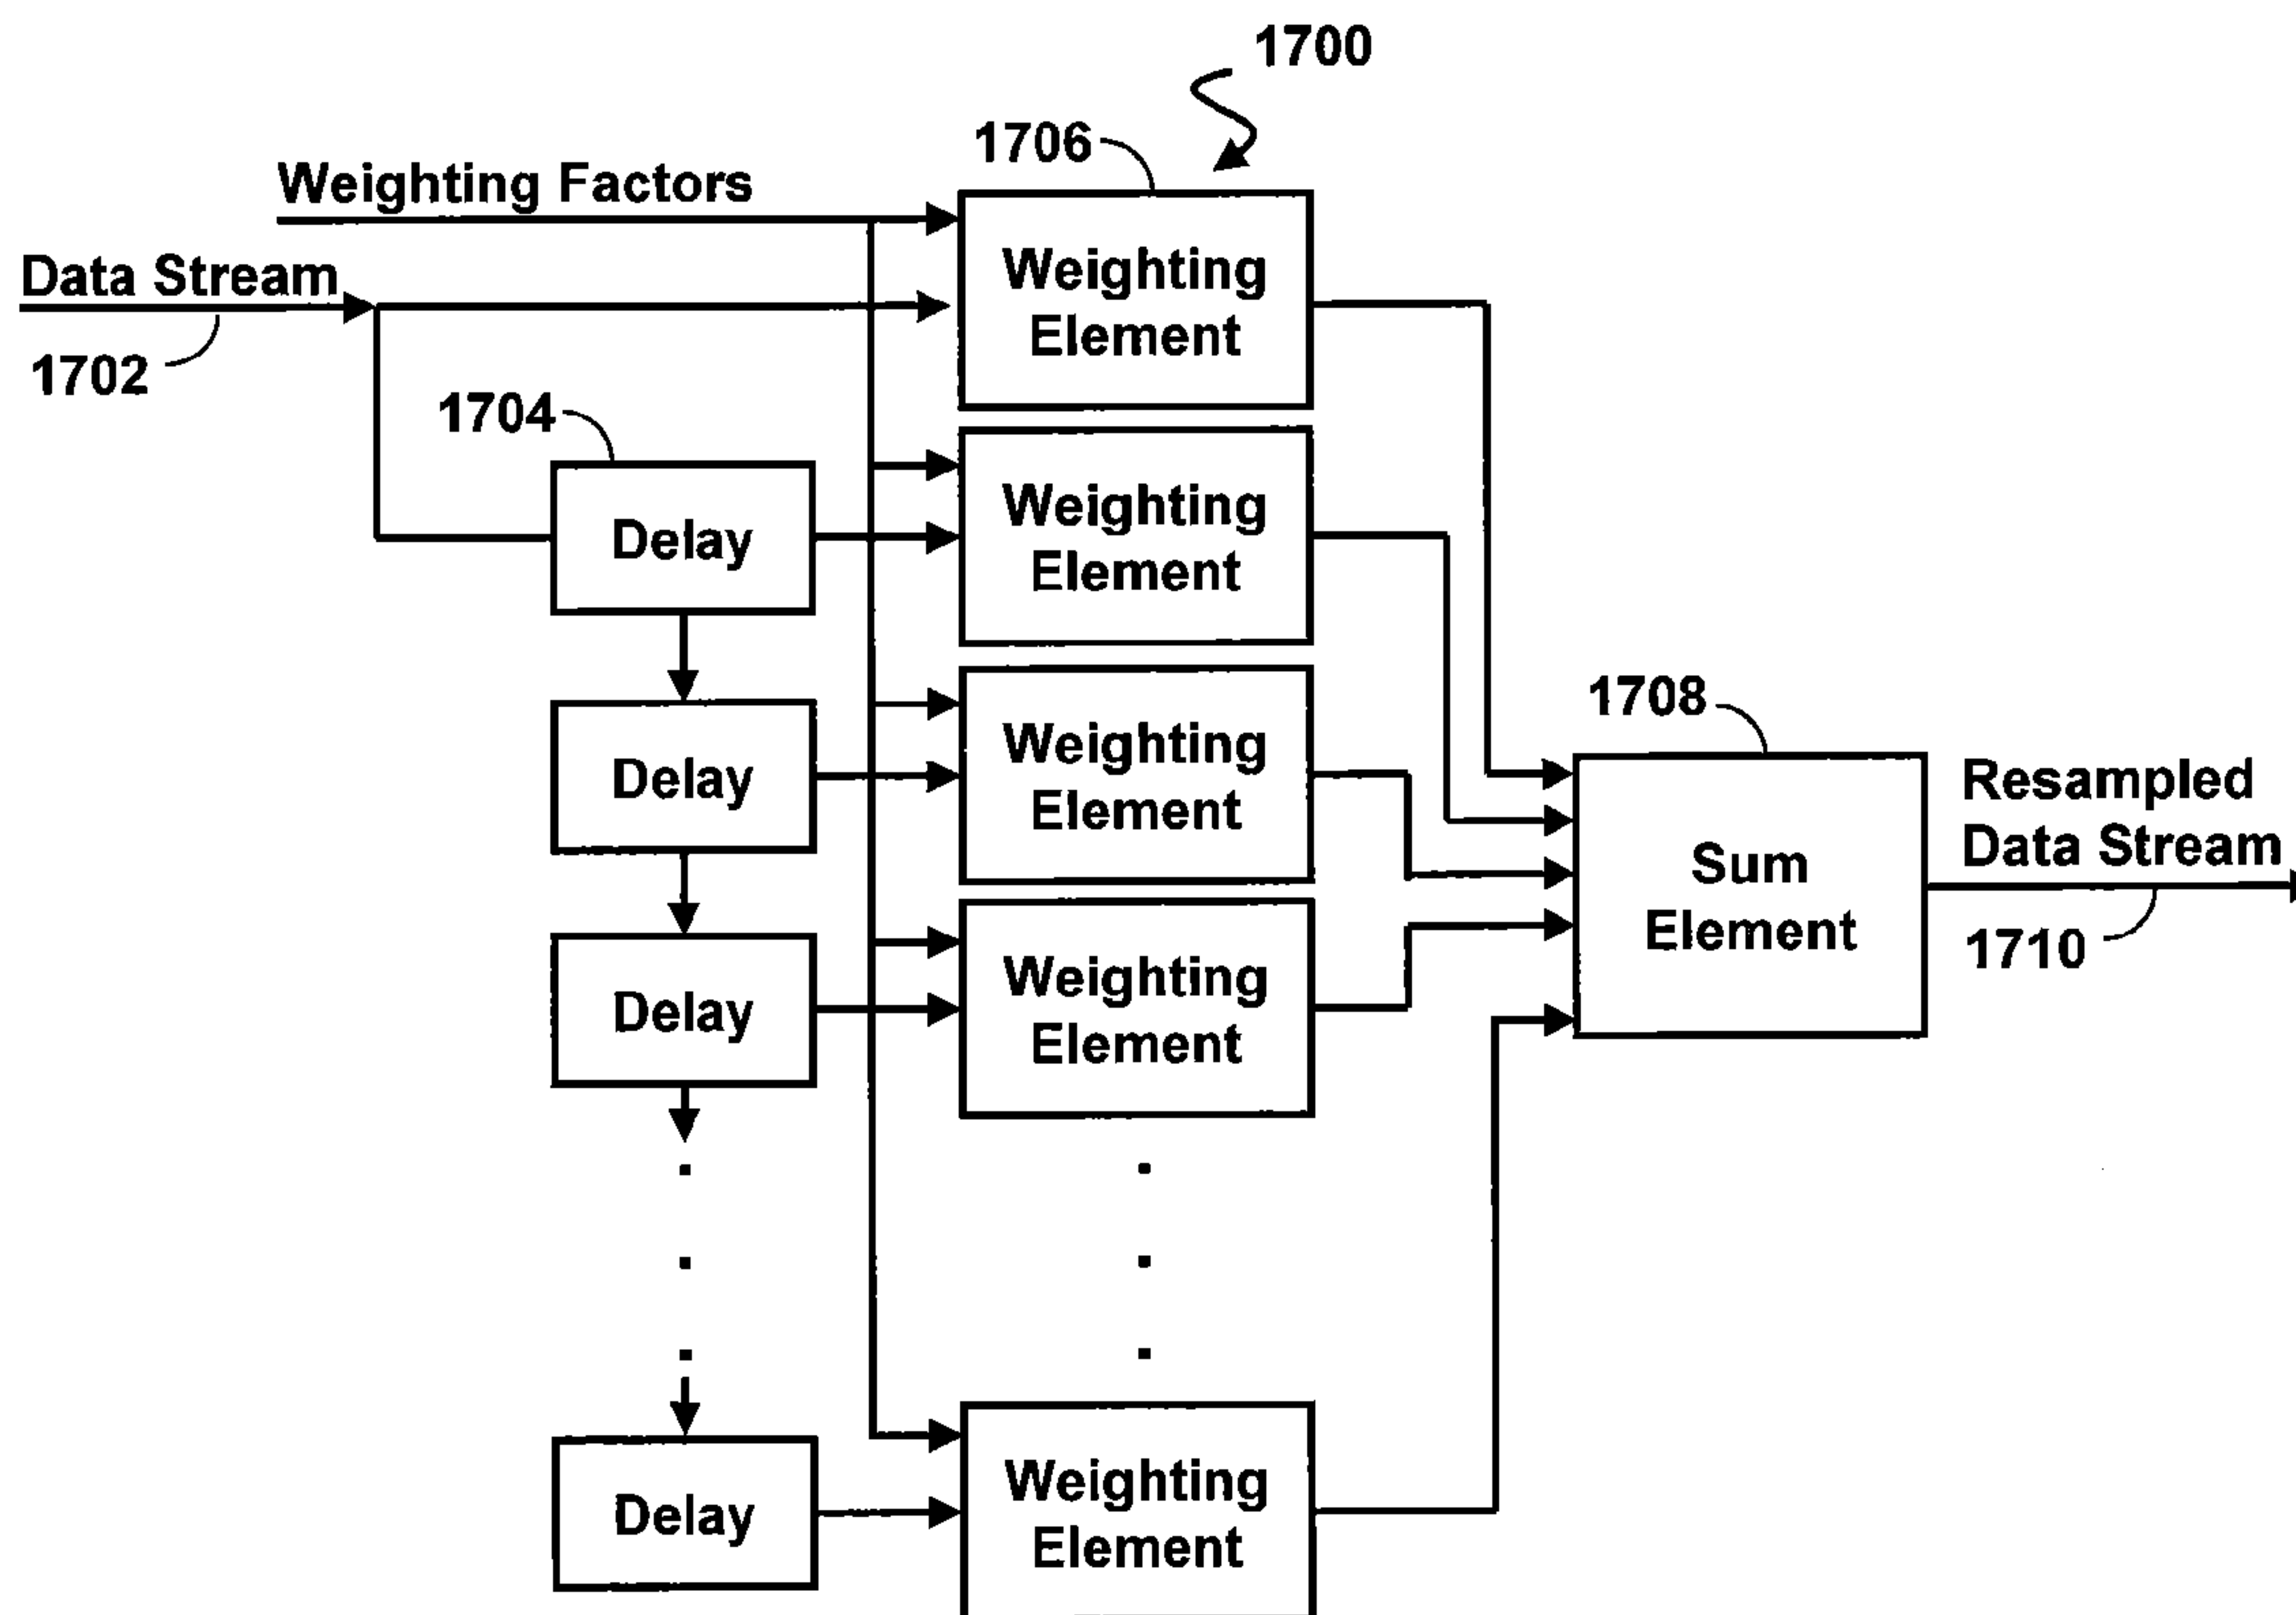 1700
1706
Weighting Factors
Data Stream
1702
Weighting
Element
1704
Delay
Weighting
Element
Delay
Weighting
Element
1708
Sum
Element
Resampled
Data Stream
1710
Delay
Weighting
Element
Delay
Weighting
Element